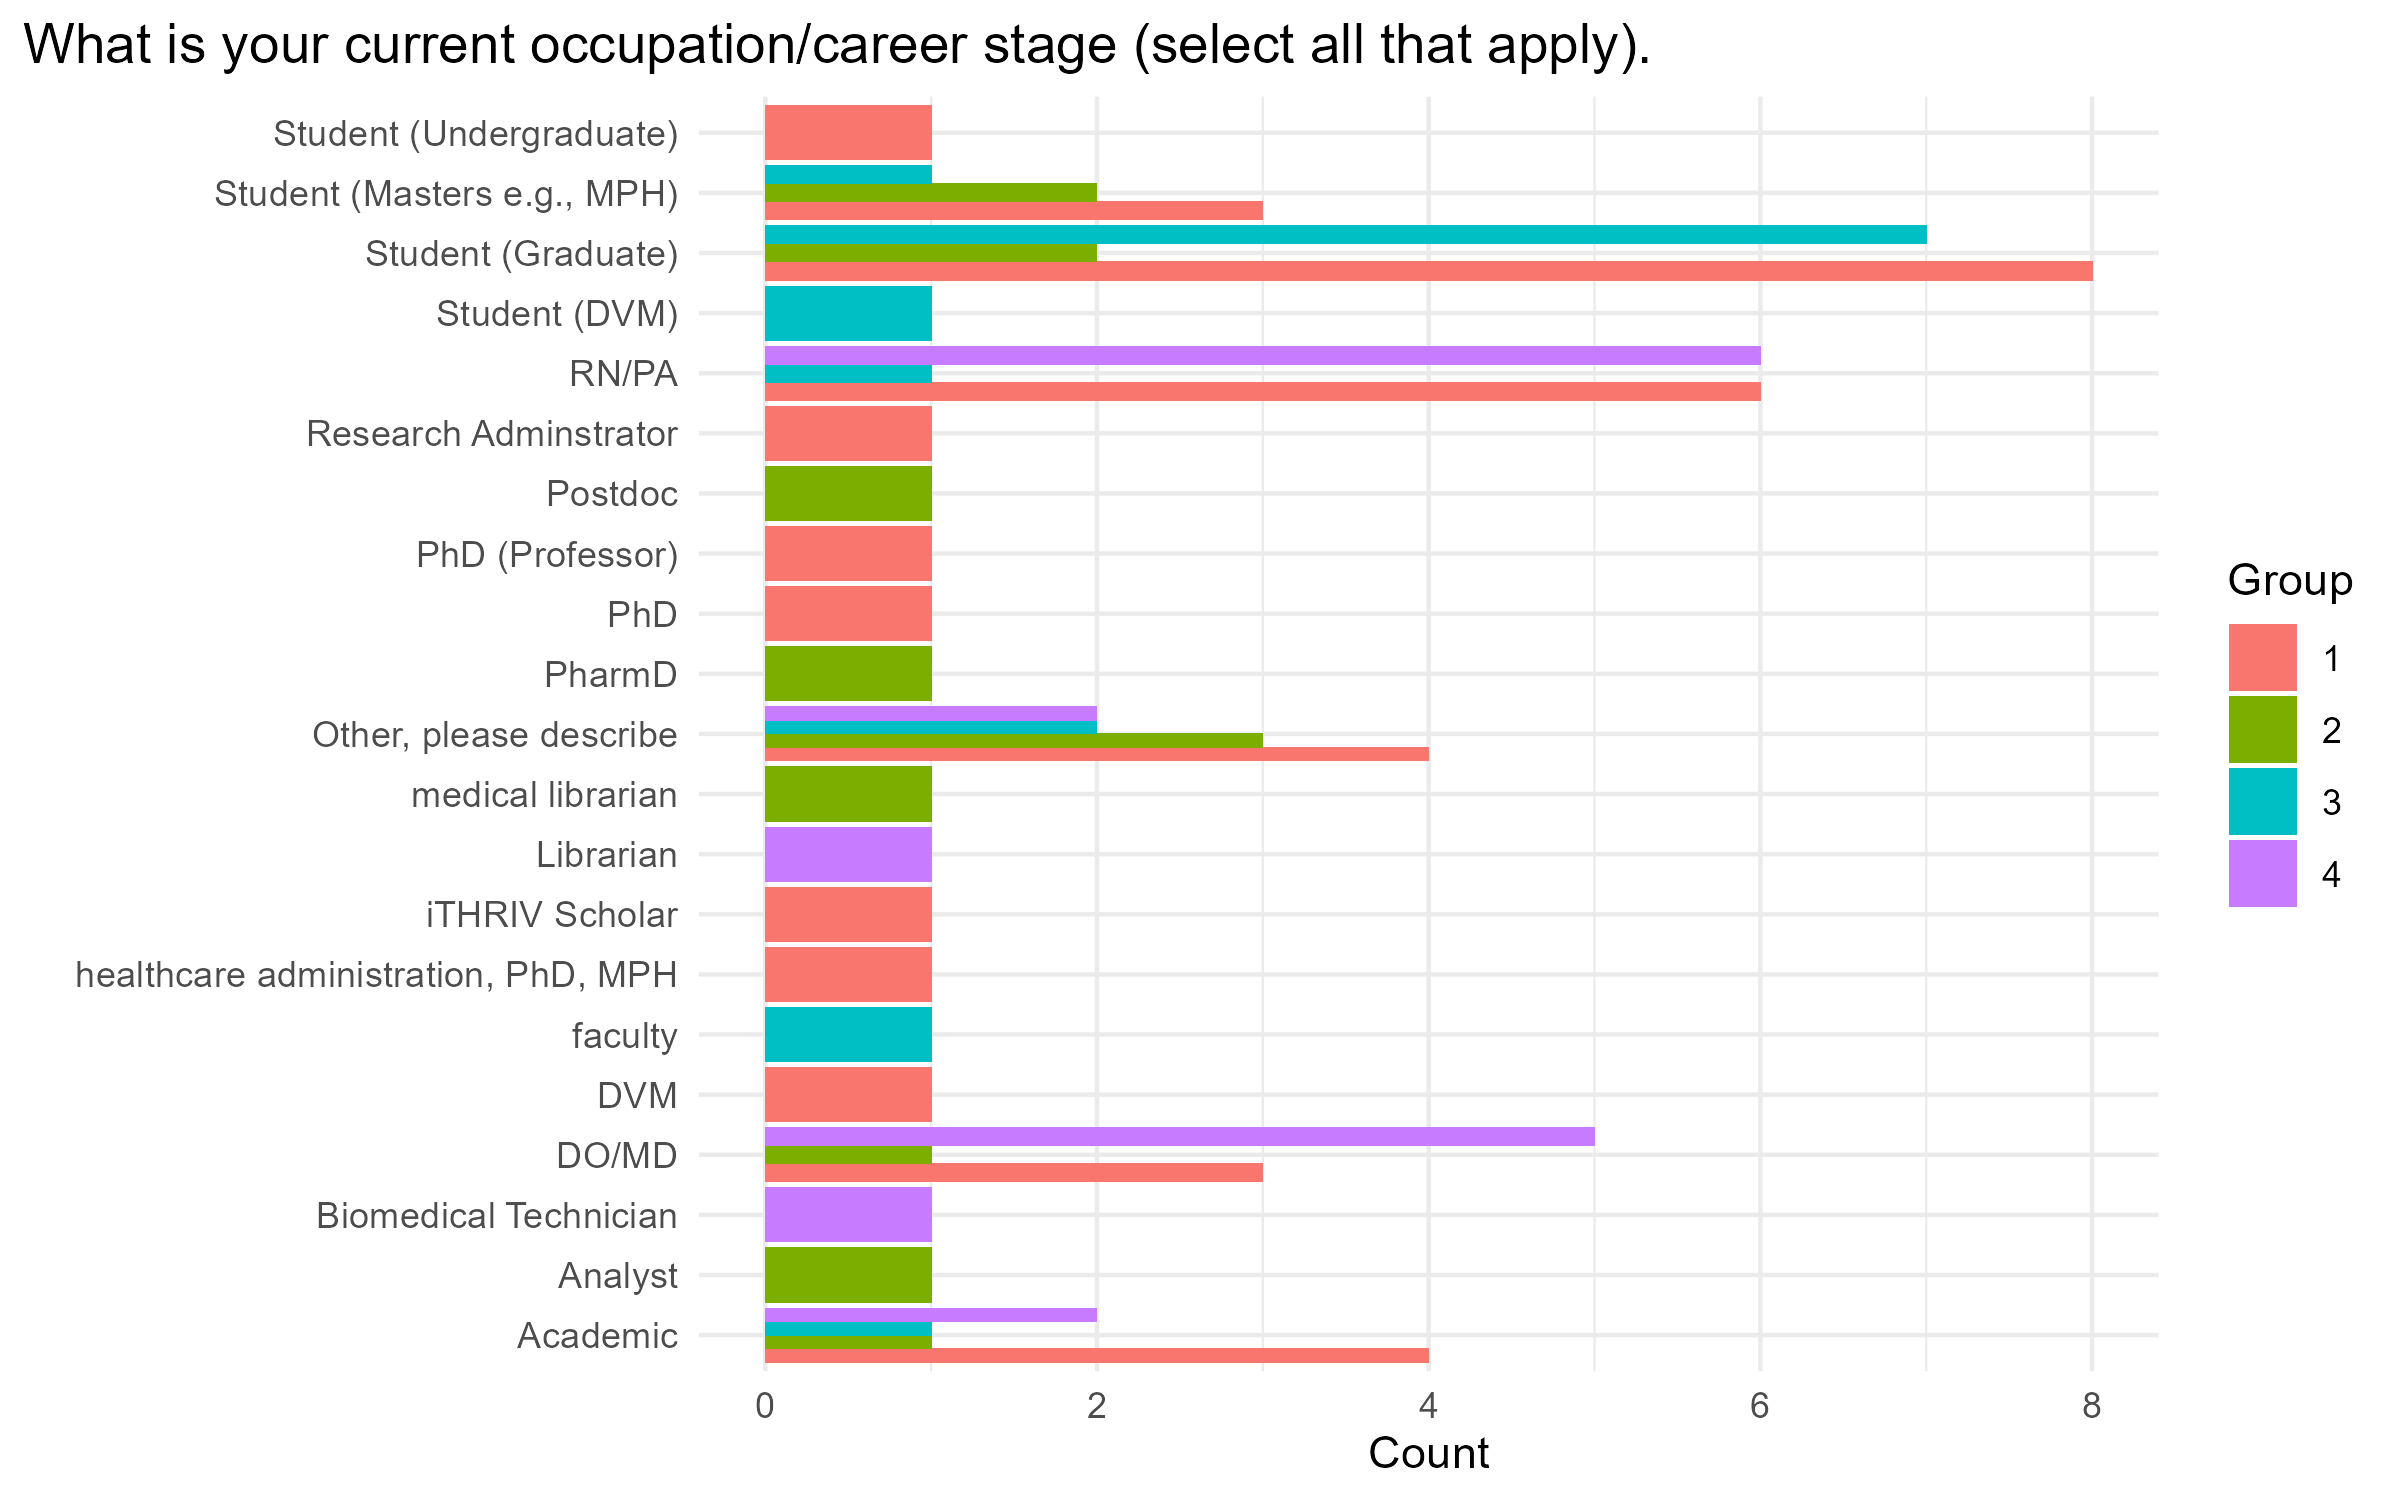 What is your current occupation/career stage (select all that apply).
Student (Undergraduate)
Student (Masters e.g., MPH)
Student (Graduate)
Student (DVM)
RN/PA
Research Adminstrator
Postdoc
PhD (Professor)
PhD
PharmD
Other, please describe
medical librarian
Librarian
iTHRIV Scholar
healthcare administration, PhD, MPH
faculty
DVM
DO/MD
Biomedical Technician
Analyst
Academic
0 2 4 6 8
Count
Group
1
2
3
4